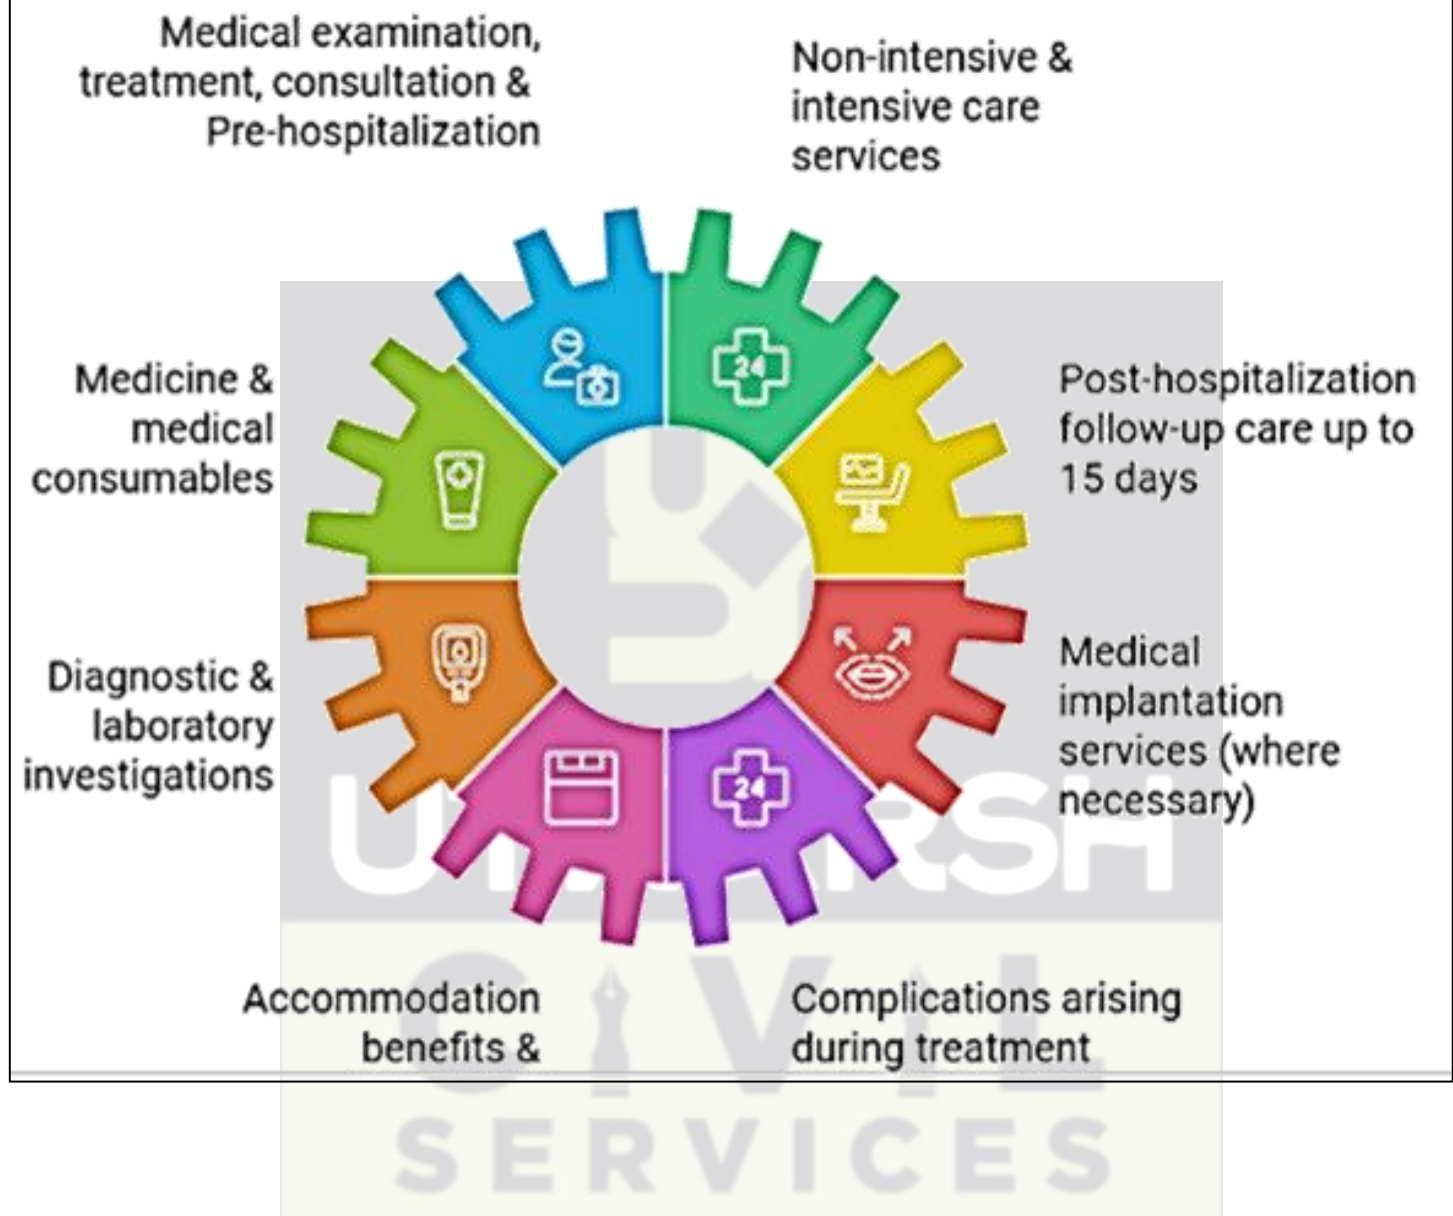 Medical examination,
treatment, consultation &
Pre-hospitalization
Non-intensive &
intensive care
services
Medicine &
medical
consumables
24
Post-hospitalization
follow-up care up to
15 days
Diagnostic &
laboratory
investigations
Medical
implantation
services (where
necessary)
24
Accommodation
benefits &
Complications arising
during treatment
CIVIL
SERVICES